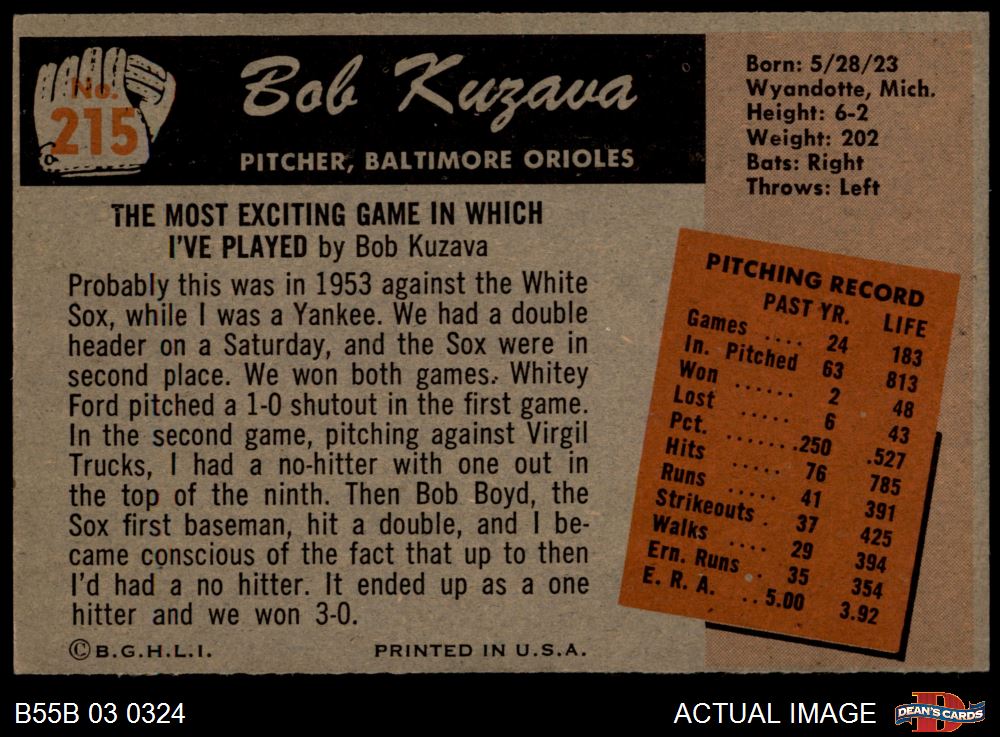 No.
215
Bob Kuzava
PITCHER, BALTIMORE ORIOLES
Born: 5/28/23
Wyandotte, Mich.
Height: 6-2
Weight: 202
Bats: Right
Throws: Left
THE MOST EXCITING GAME IN WHICH
I'VE PLAYED by Bob Kuzava
Probably this was in 1953 against the White
Sox, while I was a Yankee. We had a double
header on a Saturday, and the Sox were in
second place. We won both games. Whitey
Ford pitched a 1-0 shutout in the first game.
In the second game, pitching against Virgil
Trucks, I had a no-hitter with one out in
the top of the ninth. Then Bob Boyd, the
Sox first baseman, hit a double, and I be-
came conscious of the fact that up to then
I'd had a no hitter. It ended up as a one
hitter and we won 3-0.
PITCHING RECORD
PAST YR. LIFE
Games .... 24 183
In. Pitched 63 813
Won ...... 2 48
Lost ..... 6 43
Pct. .......250 .527
Hits ..... 76 785
Runs ..... 41 391
Strikeouts . 37 425
Walks .... 29 394
Ern. Runs . 35 354
E. R. A. ..5.00 3.92
©B.G.H.L.I. PRINTED IN U.S.A.
B55B 03 0324 ACTUAL IMAGE DEAN'S CARDS